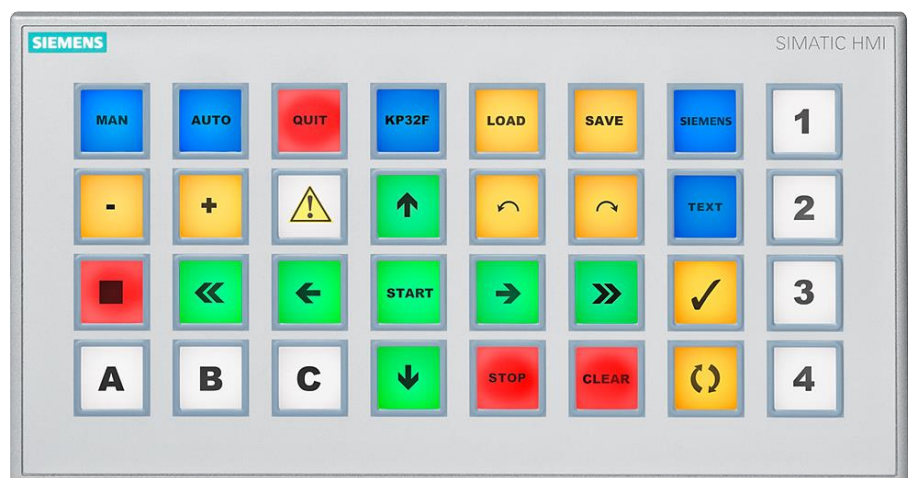 SIEMENS SIMATIC HMI
MAN AUTO QUIT KP32F LOAD SAVE SIEMENS 1
- + TEXT 2
START 3
A B C STOP CLEAR 4